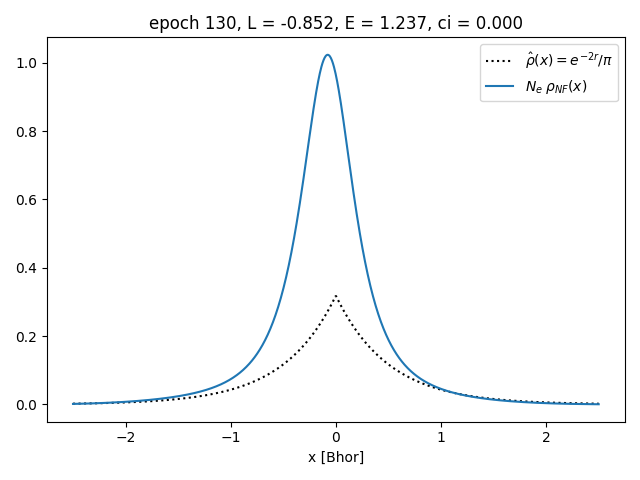 epoch 130, L = -0.852, E = 1.237, ci = 0.000
ρ̂(x) = e^{-2r}/π
N_e ρ_{NF}(x)
1.0
0.8
0.6
0.4
0.2
0.0
−2
−1
0
1
2
x [Bhor]